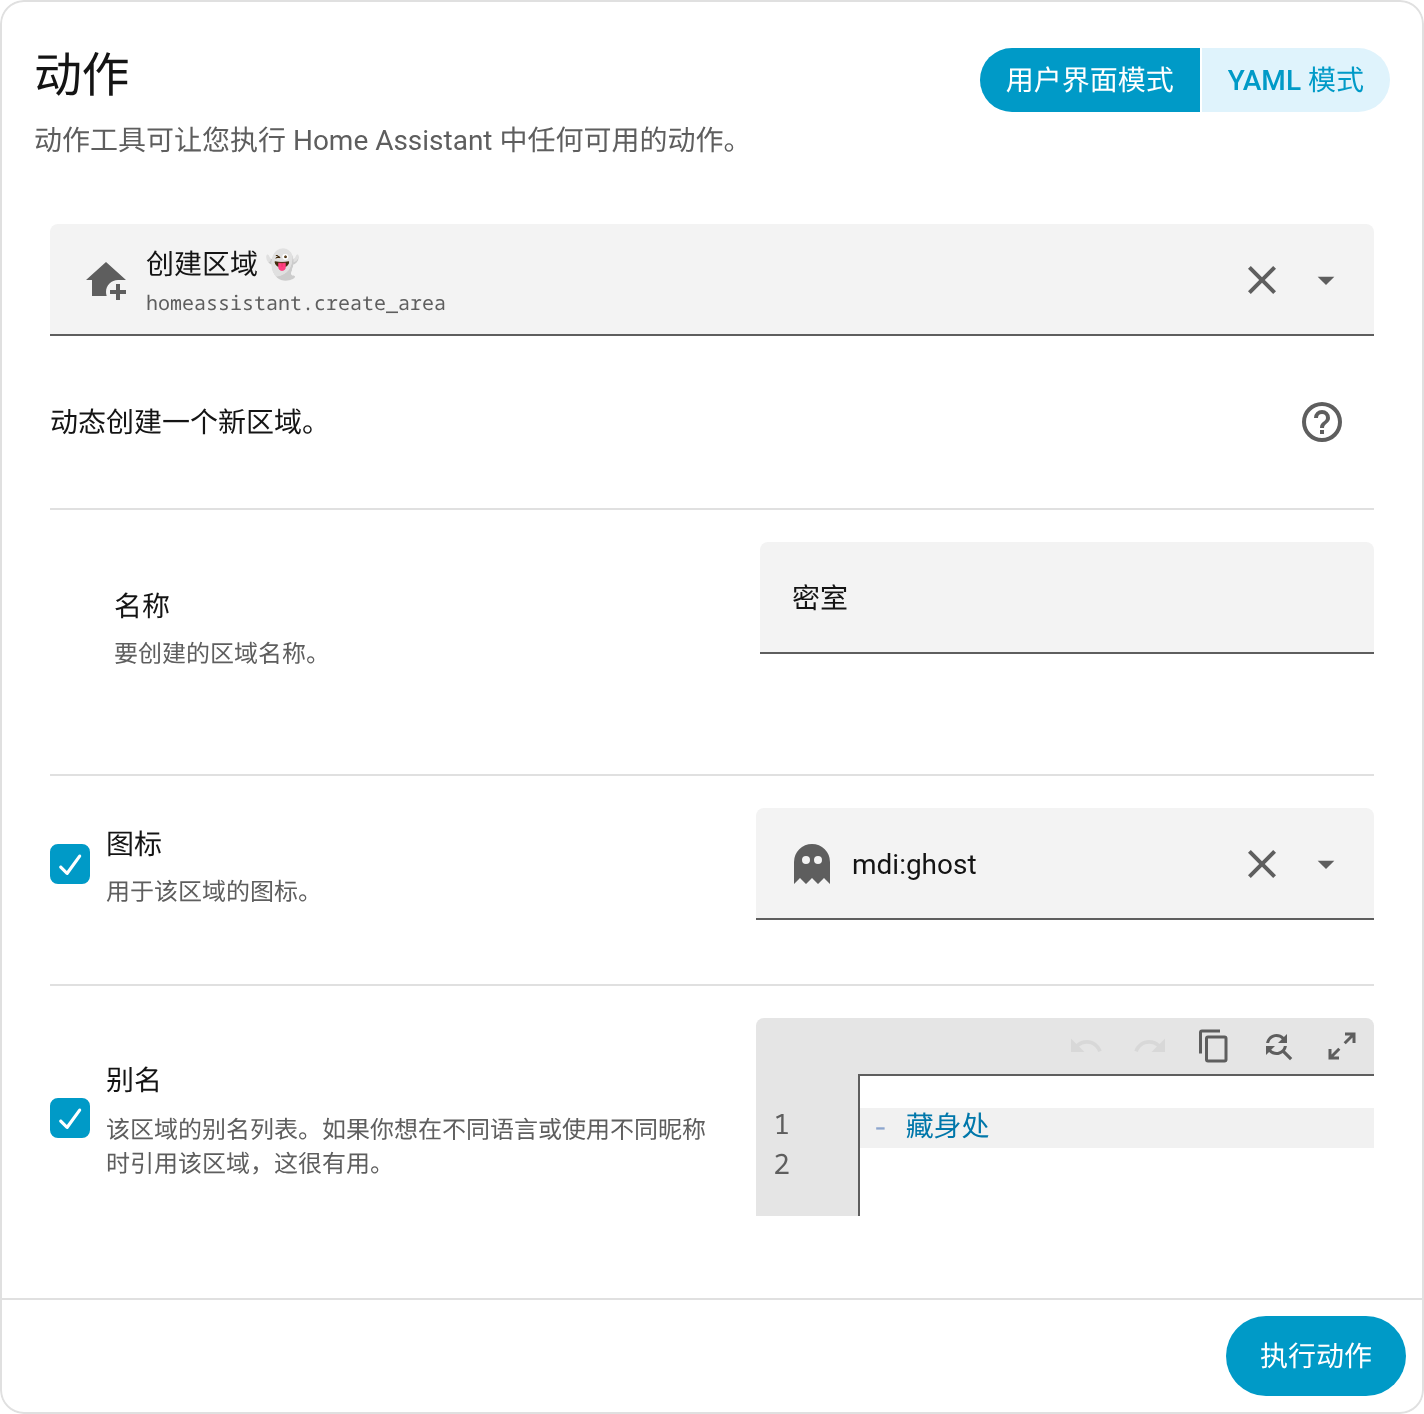 动作
用户界面模式
YAML 模式
动作工具可让您执行 Home Assistant 中任何可用的动作。
创建区域 👻
homeassistant.create_area
动态创建一个新区域。
名称
要创建的区域名称。
密室
图标
用于该区域的图标。
mdi:ghost
别名
该区域的别名列表。如果你想在不同语言或使用不同昵称
时引用该区域，这很有用。
1
- 藏身处
2
执行动作